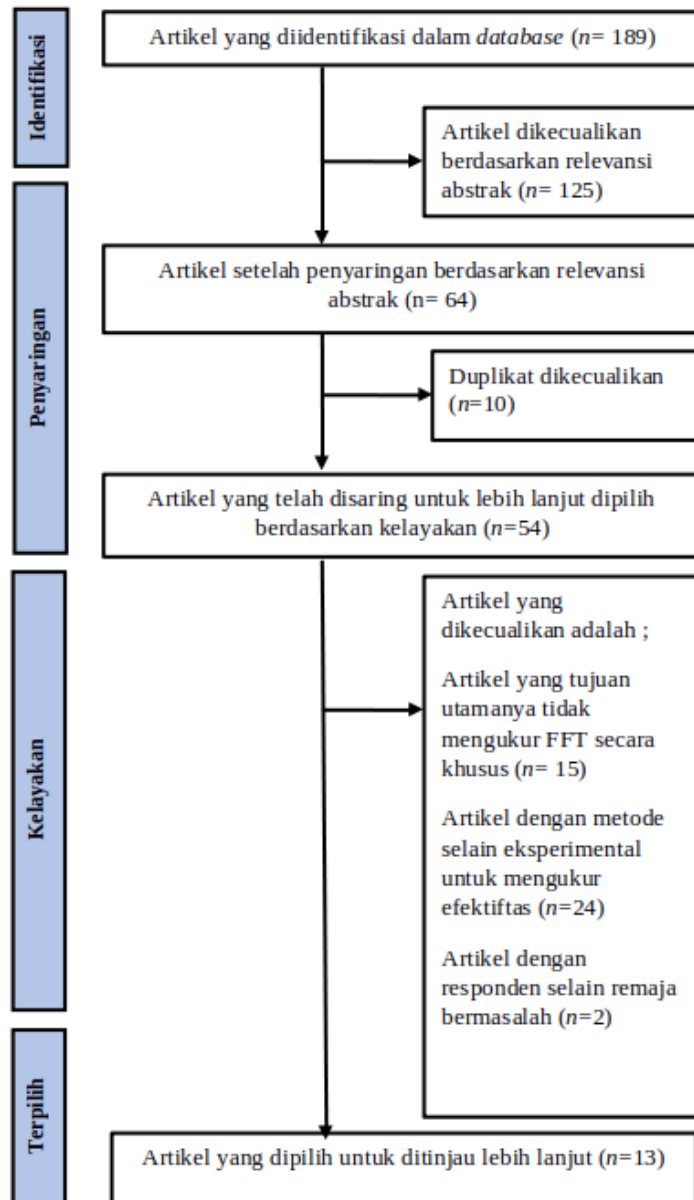 Identifikasi
Artikel yang diidentifikasi dalam database (n= 189)
Artikel dikecualikan
berdasarkan relevansi
abstrak (n= 125)
Penyaringan
Artikel setelah penyaringan berdasarkan relevansi
abstrak (n= 64)
Duplikat dikecualikan
(n=10)
Artikel yang telah disaring untuk lebih lanjut dipilih
berdasarkan kelayakan (n=54)
Kelayakan
Artikel yang
dikecualikan adalah ;
Artikel yang tujuan
utamanya tidak
mengukur FFT secara
khusus (n= 15)
Artikel dengan metode
selain eksperimental
untuk mengukur
efektiftas (n=24)
Artikel dengan
responden selain remaja
bermasalah (n=2)
Terpilih
Artikel yang dipilih untuk ditinjau lebih lanjut (n=13)